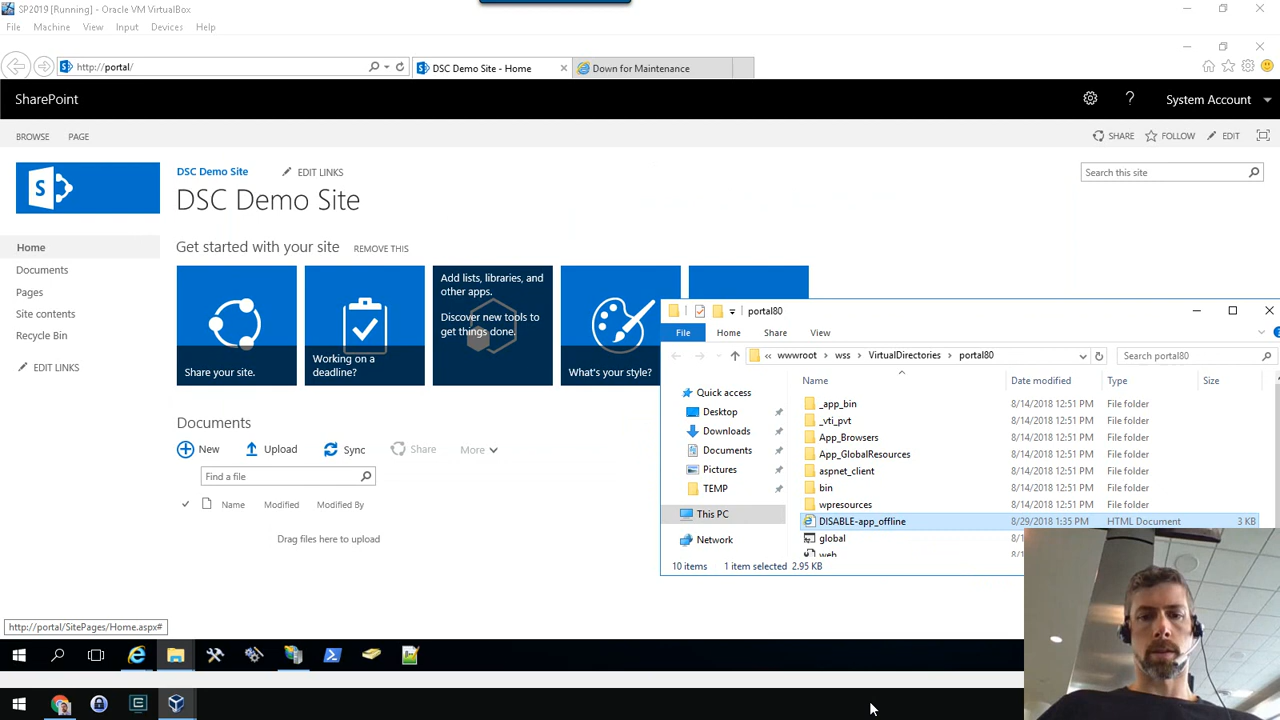 SP2019 [Running] - Oracle VM VirtualBox
File Machine View Input Devices Help
http://portal/
DSC Demo Site - Home
Down for Maintenance
SharePoint
System Account
BROWSE PAGE
SHARE FOLLOW EDIT
DSC Demo Site
EDIT LINKS
Search this site
DSC Demo Site
Home
Documents
Pages
Site contents
Recycle Bin
EDIT LINKS
Get started with your site REMOVE THIS
Share your site.
Working on a
deadline?
Add lists, libraries, and
other apps.
Discover new tools to
get things done.
What's your style?
Documents
New Upload Sync Share More
Find a file
Name Modified Modified By
Drag files here to upload
portal80
File Home Share View
« wwwroot › wss › VirtualDirectories › portal80
Search portal80
Quick access
Desktop
Downloads
Documents
Pictures
TEMP
This PC
Network
Name Date modified Type Size
_app_bin 8/14/2018 12:51 PM File folder
_vti_pvt 8/14/2018 12:51 PM File folder
App_Browsers 8/14/2018 12:51 PM File folder
App_GlobalResources 8/14/2018 12:51 PM File folder
aspnet_client 8/14/2018 12:51 PM File folder
bin 8/14/2018 12:51 PM File folder
wpresources 8/14/2018 12:51 PM File folder
DISABLE-app_offline 8/29/2018 1:35 PM HTML Document 3 KB
global
web
10 items 1 item selected 2.95 KB
http://portal/SitePages/Home.aspx#